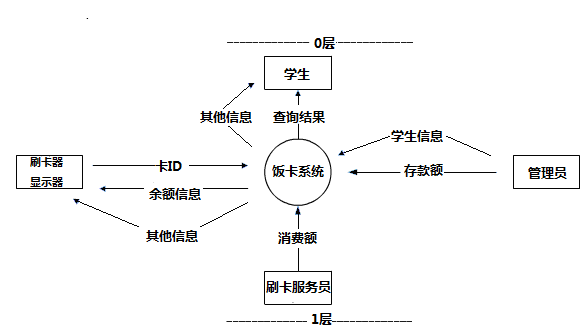 0层
学生
其他信息
查询结果
学生信息
刷卡器
显示器
卡ID
余额信息
其他信息
饭卡系统
存款额
管理员
消费额
刷卡服务员
1层